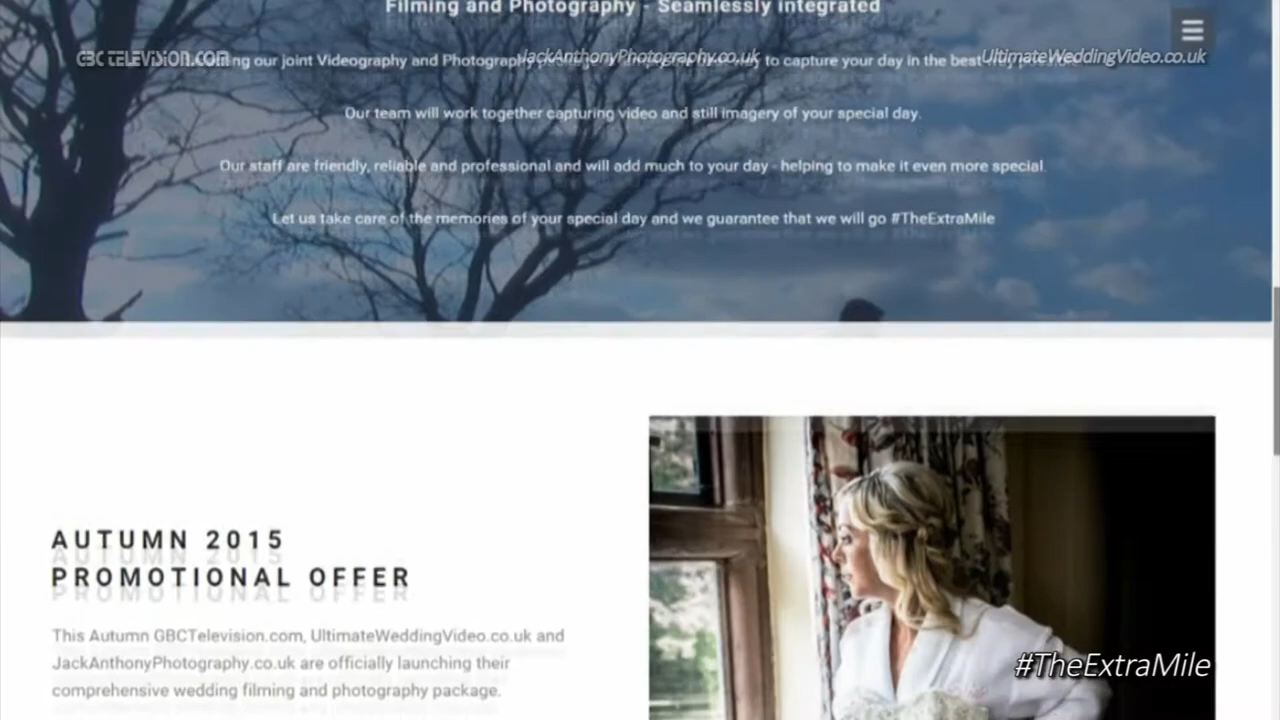 Filming and Photography - Seamlessly integrated
GBCTELEVISION.COM
JackAnthonyPhotography.co.uk
UltimateWeddingVideo.co.uk
our joint Videography and Photography to capture your day in the best
Our team will work together capturing video and still imagery of your special day.
Our staff are friendly, reliable and professional and will add much to your day - helping to make it even more special.
Let us take care of the memories of your special day and we guarantee that we will go #TheExtraMile
AUTUMN 2015
PROMOTIONAL OFFER
This Autumn GBCTelevision.com, UltimateWeddingVideo.co.uk and
JackAnthonyPhotography.co.uk are officially launching their
comprehensive wedding filming and photography package.
#TheExtraMile